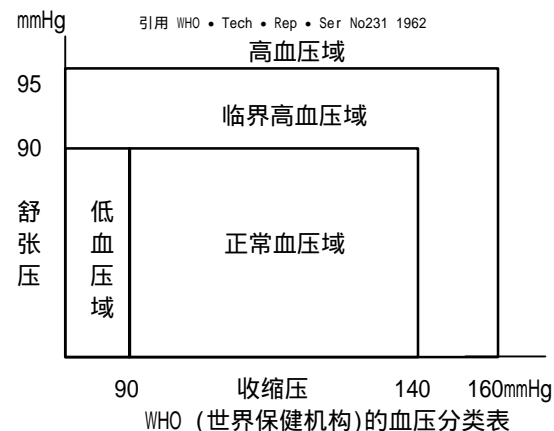 mmHg
引用 WHO • Tech • Rep • Ser No231 1962
高血压域
95
临界高血压域
90
舒张压
低血压域
正常血压域
90 收缩压 140 160mmHg
WHO (世界保健机构)的血压分类表